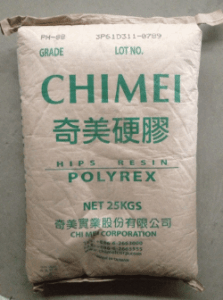 PH-88
GRADE LOT NO.
CHIMEI
奇美硬膠
HIPS RESIN
POLYREX
NET 25KGS
奇美實業股份有限公司
CHI MEI CORPORATION